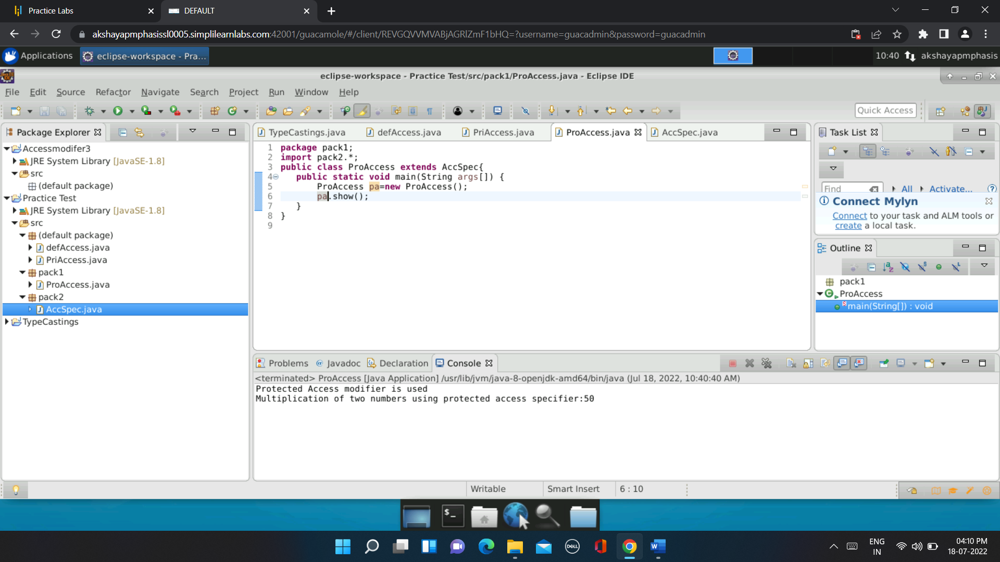 Practice Labs
DEFAULT
akshayapmphasissl0005.simplilearnlabs.com:42001/guacamole/#/client/REVGQVVMVABjAGRlZmF1bHQ=?username=guacadmin&password=guacadmin
Applications
eclipse-workspace - Pra...
10:40
akshayapmphasis
eclipse-workspace - Practice Test/src/pack1/ProAccess.java - Eclipse IDE
File Edit Source Refactor Navigate Search Project Run Window Help
Quick Access
Package Explorer
Accessmodifer3
JRE System Library [JavaSE-1.8]
src
(default package)
Practice Test
JRE System Library [JavaSE-1.8]
src
(default package)
defAccess.java
PriAccess.java
pack1
ProAccess.java
pack2
AccSpec.java
TypeCastings
TypeCastings.java
defAccess.java
PriAccess.java
ProAccess.java
AccSpec.java
1 package pack1;
2 import pack2.*;
3 public class ProAccess extends AccSpec{
4 public static void main(String args[]) {
5 ProAccess pa=new ProAccess();
6 pa.show();
7 }
8 }
9
Task List
Find
All
Activate...
Connect Mylyn
Connect to your task and ALM tools or
create a local task.
Outline
pack1
ProAccess
main(String[]) : void
Problems
@ Javadoc
Declaration
Console
<terminated> ProAccess [Java Application] /usr/lib/jvm/java-8-openjdk-amd64/bin/java (Jul 18, 2022, 10:40:40 AM)
Protected Access modifier is used
Multiplication of two numbers using protected access specifier:50
Writable
Smart Insert
6 : 10
$_
DELL
W
ENG
IN
04:10 PM
18-07-2022